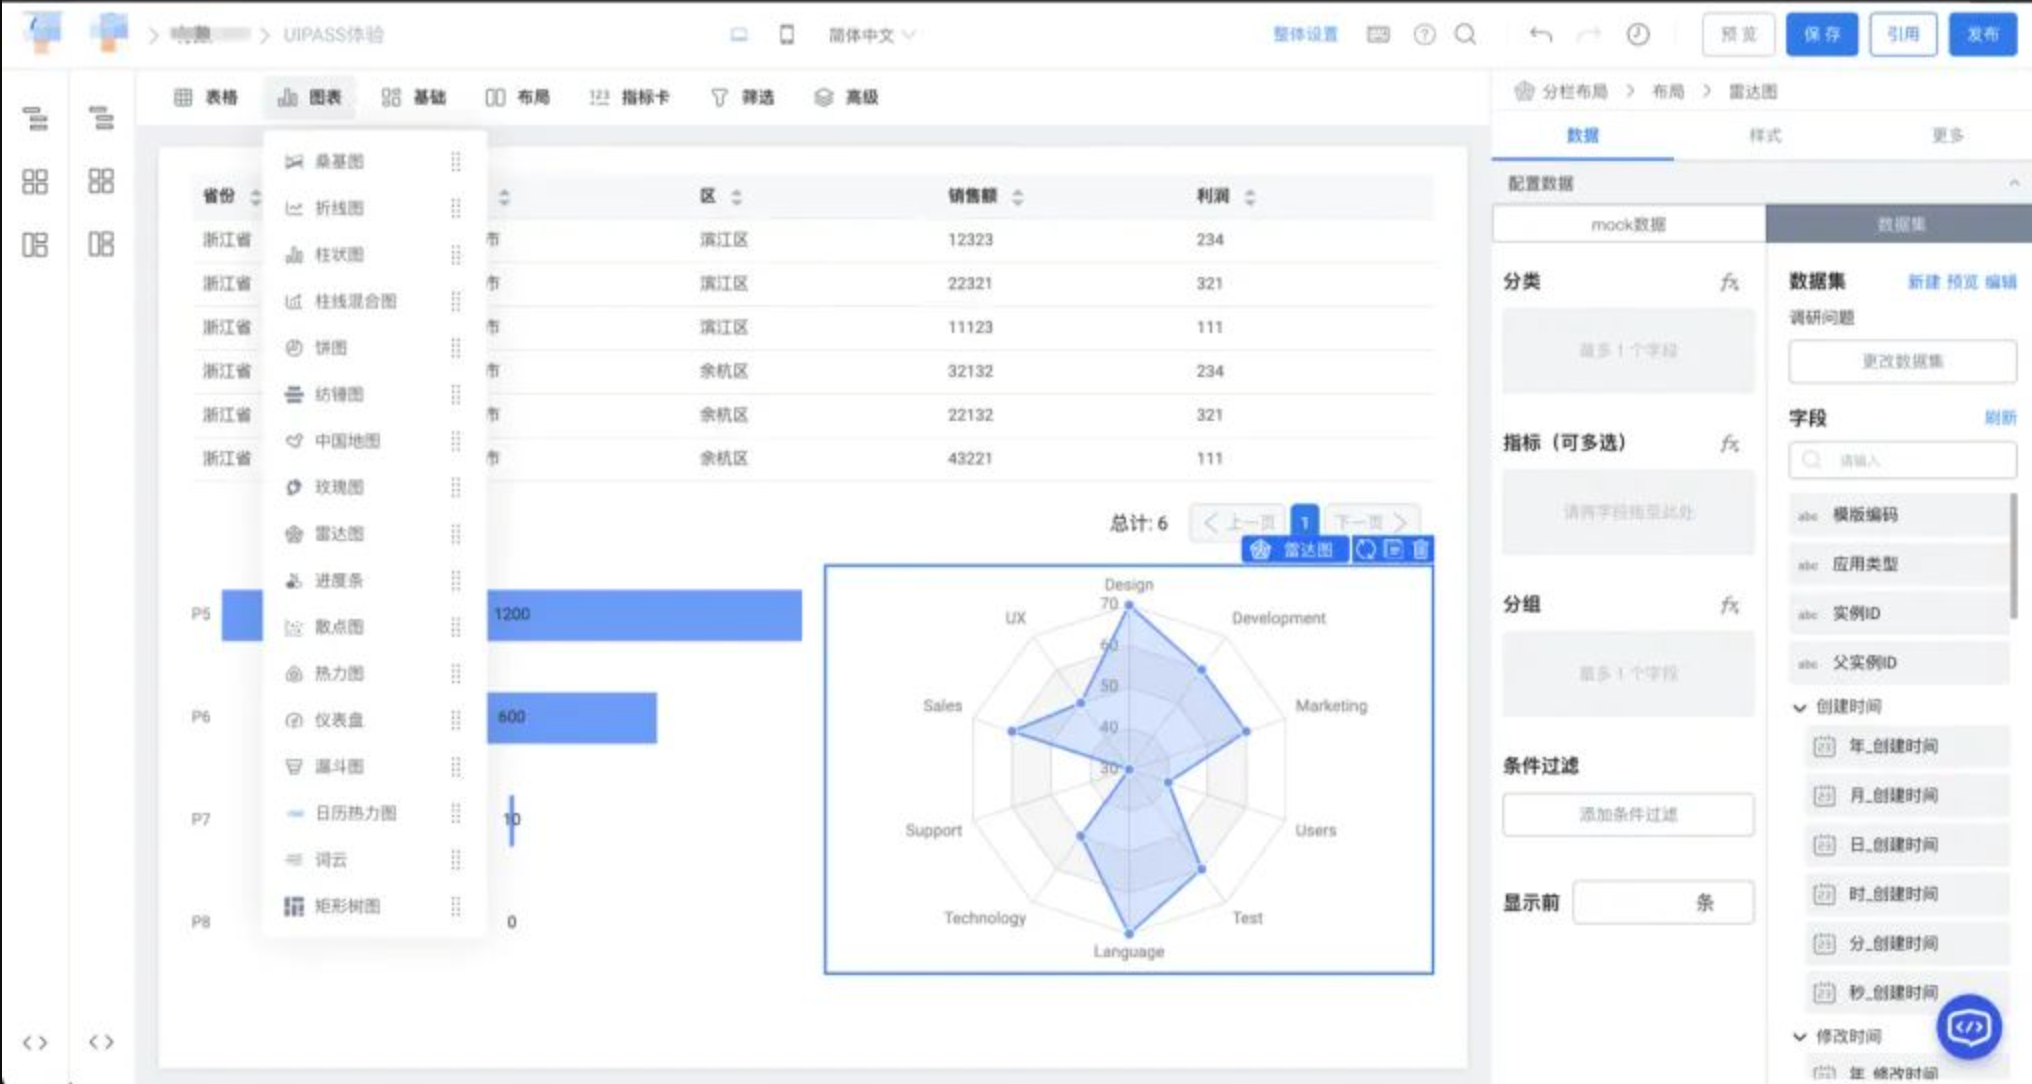 UIPASS体验
简体中文
整体设置
预览
保存
引用
发布
表格 图表 基础 布局 指标卡 筛选 高级
桑基图
折线图
柱状图
柱线混合图
饼图
纺锤图
中国地图
玫瑰图
雷达图
进度条
散点图
热力图
仪表盘
漏斗图
日历热力图
词云
矩形树图
省份 区 销售额 利润
浙江省 市 滨江区 12323 234
浙江省 市 滨江区 22321 321
浙江省 市 滨江区 11123 111
浙江省 市 余杭区 32132 234
浙江省 市 余杭区 22132 321
浙江省 市 余杭区 43221 111
总计: 6 上一页 1 下一页
P5 1200
P6 600
P7 10
P8 0
雷达图
Design
70
60
50
40
30
Development
Marketing
Users
Test
Language
Technology
Support
Sales
UX
分栏布局 布局 雷达图
数据 样式 更多
配置数据
mock数据 数据集
分类
最多1个字段
指标（可多选）
请将字段拖至此处
分组
最多1个字段
条件过滤
添加条件过滤
显示前 条
数据集 新建 预览 编辑
调研问题
更改数据集
字段 刷新
请输入
abc 模版编码
abc 应用类型
abc 实例ID
abc 父实例ID
创建时间
年_创建时间
月_创建时间
日_创建时间
时_创建时间
分_创建时间
秒_创建时间
修改时间
年_修改时间